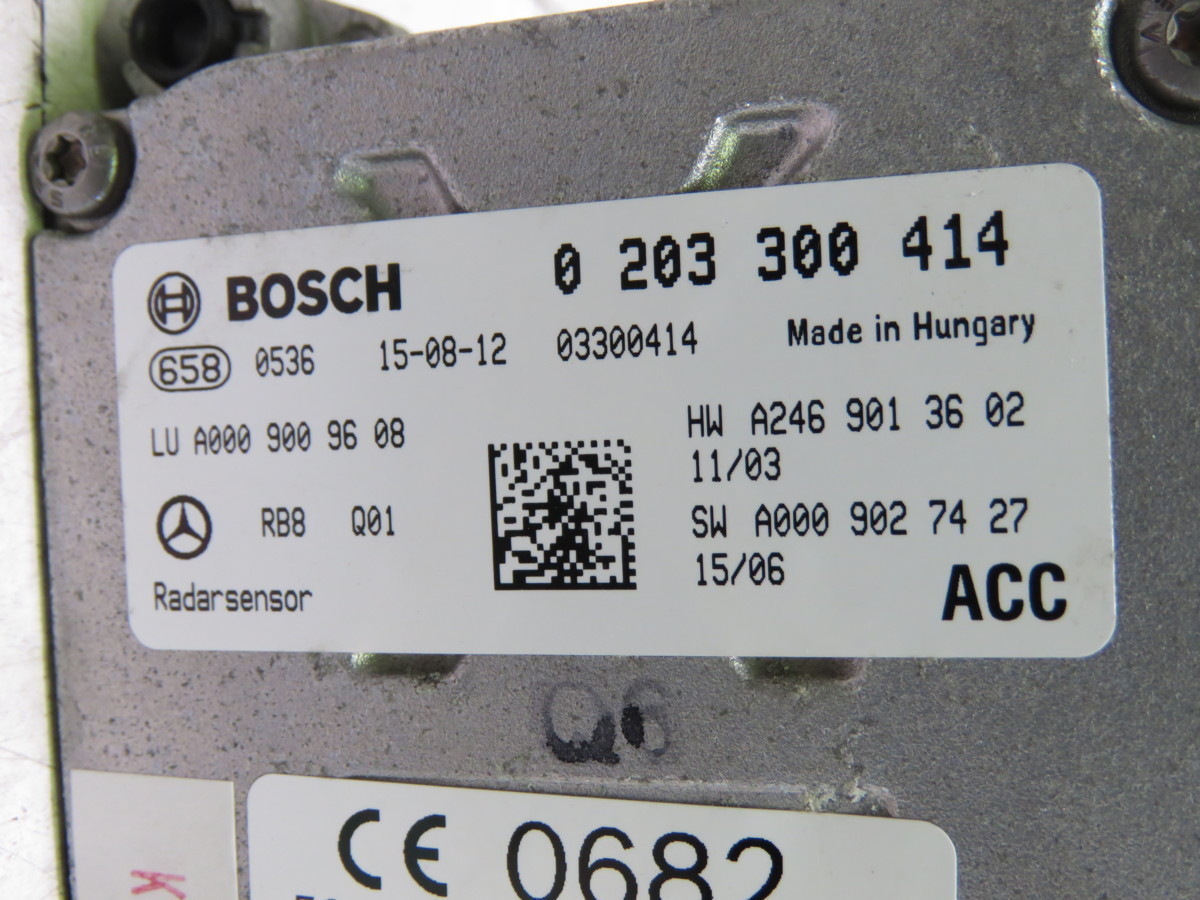 BOSCH 0 203 300 414
658 0536 15-08-12 03300414 Made in Hungary
LU A000 900 96 08 HW A246 901 36 02
11/03
RB8 Q01 SW A000 902 74 27
15/06
Radarsensor ACC
Q6
CE 0682
K